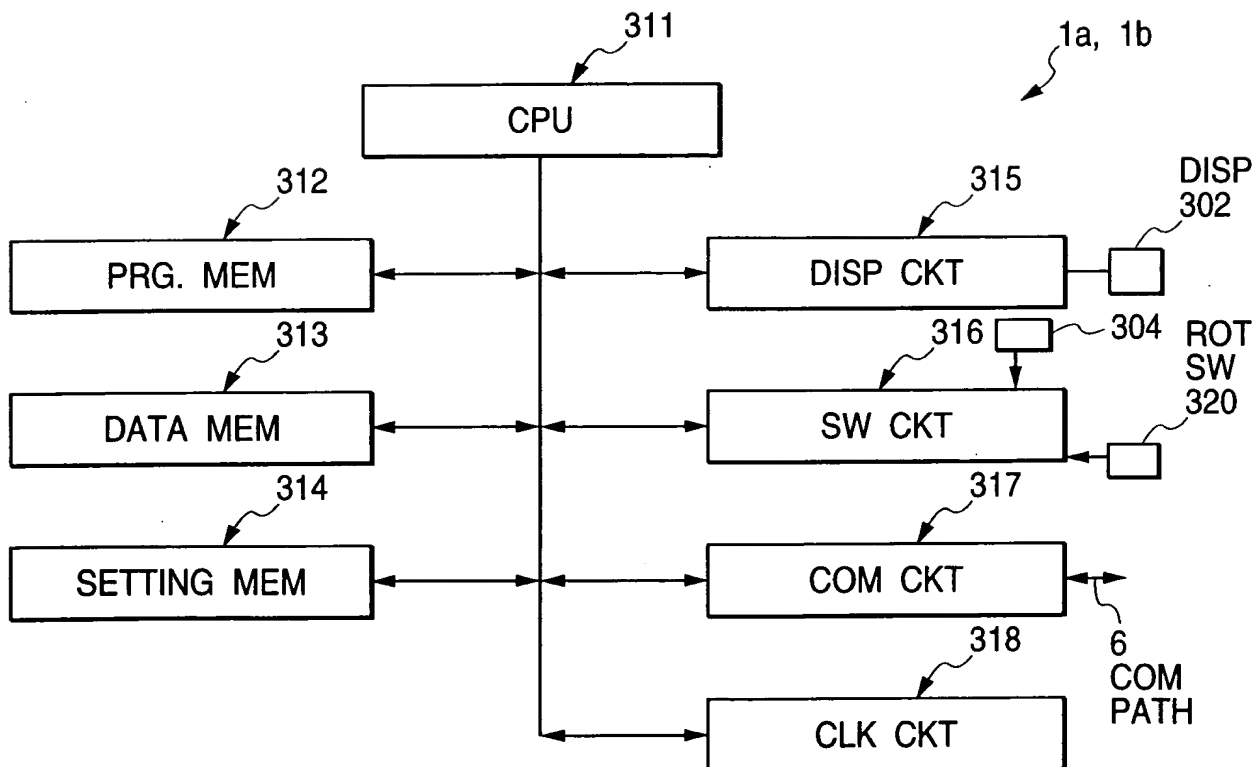 311
1a, 1b
CPU
312
315
DISP
302
PRG. MEM
DISP CKT
313
316
304
ROT
SW
320
DATA MEM
SW CKT
314
317
SETTING MEM
COM CKT
318
6
COM
PATH
CLK CKT